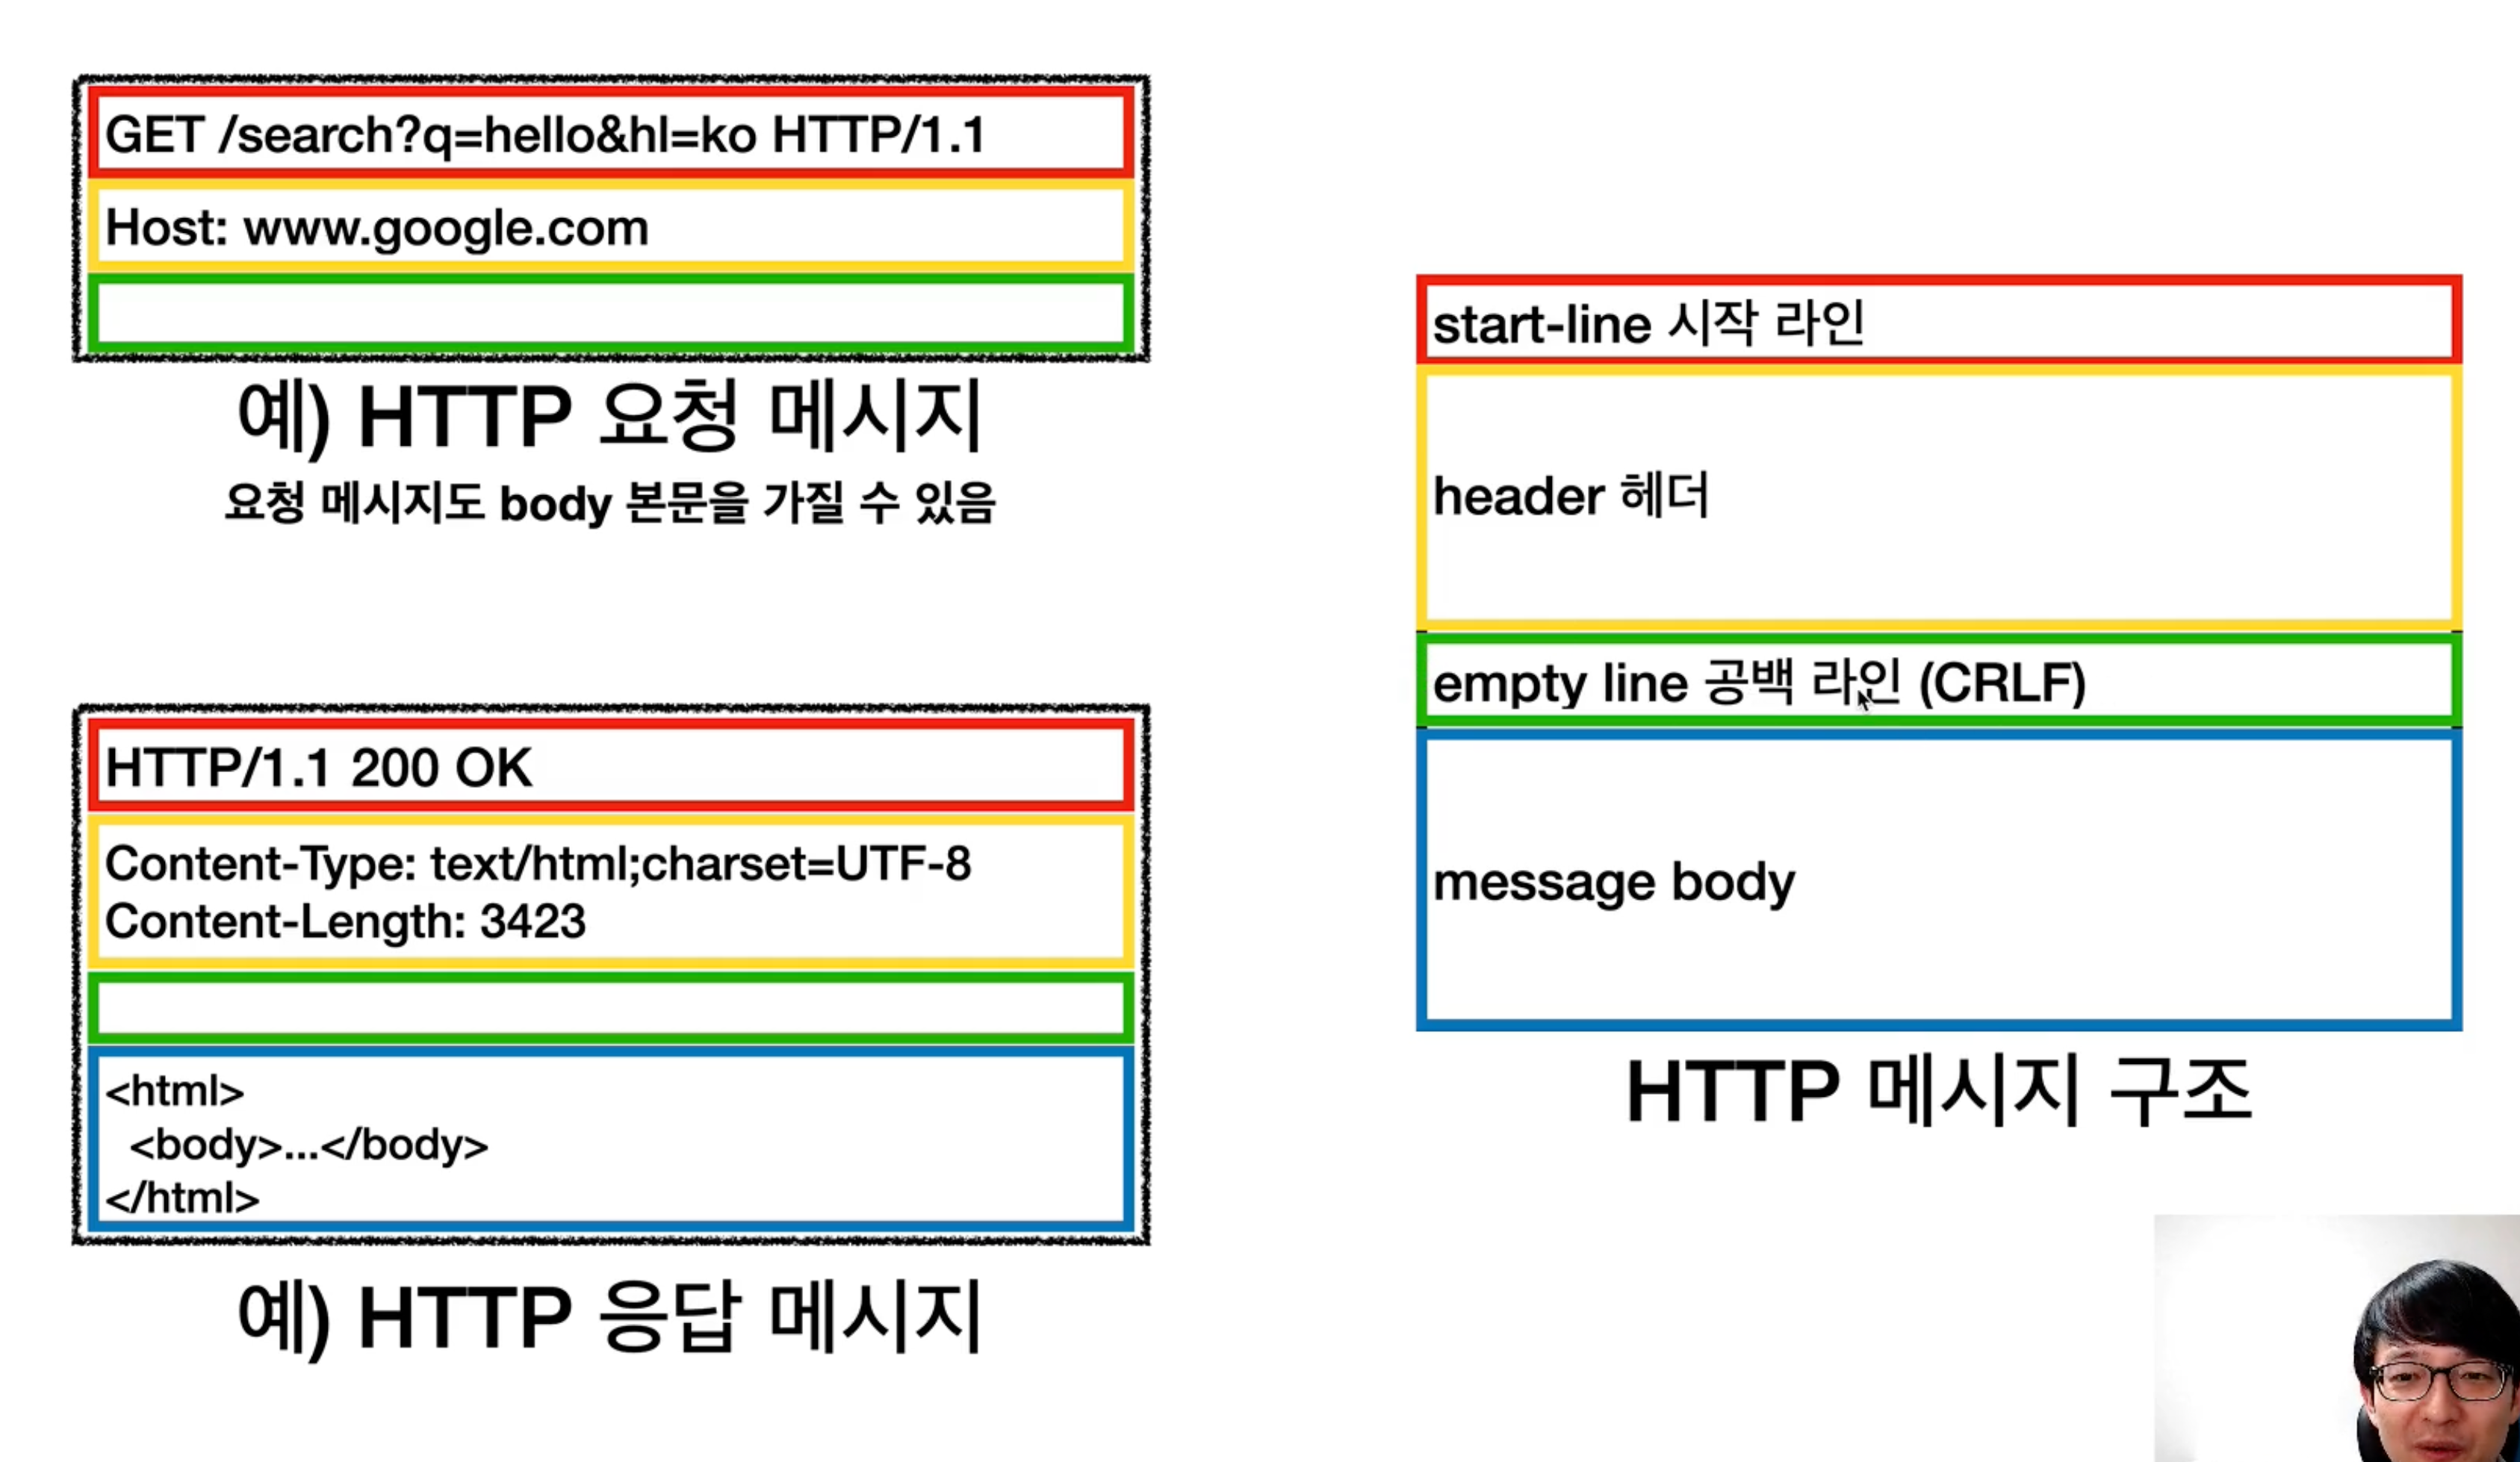 GET /search?q=hello&hl=ko HTTP/1.1
Host: www.google.com
예) HTTP 요청 메시지
요청 메시지도 body 본문을 가질 수 있음
HTTP/1.1 200 OK
Content-Type: text/html;charset=UTF-8
Content-Length: 3423
<html>
<body>...</body>
</html>
예) HTTP 응답 메시지
start-line 시작 라인
header 헤더
empty line 공백 라인 (CRLF)
message body
HTTP 메시지 구조